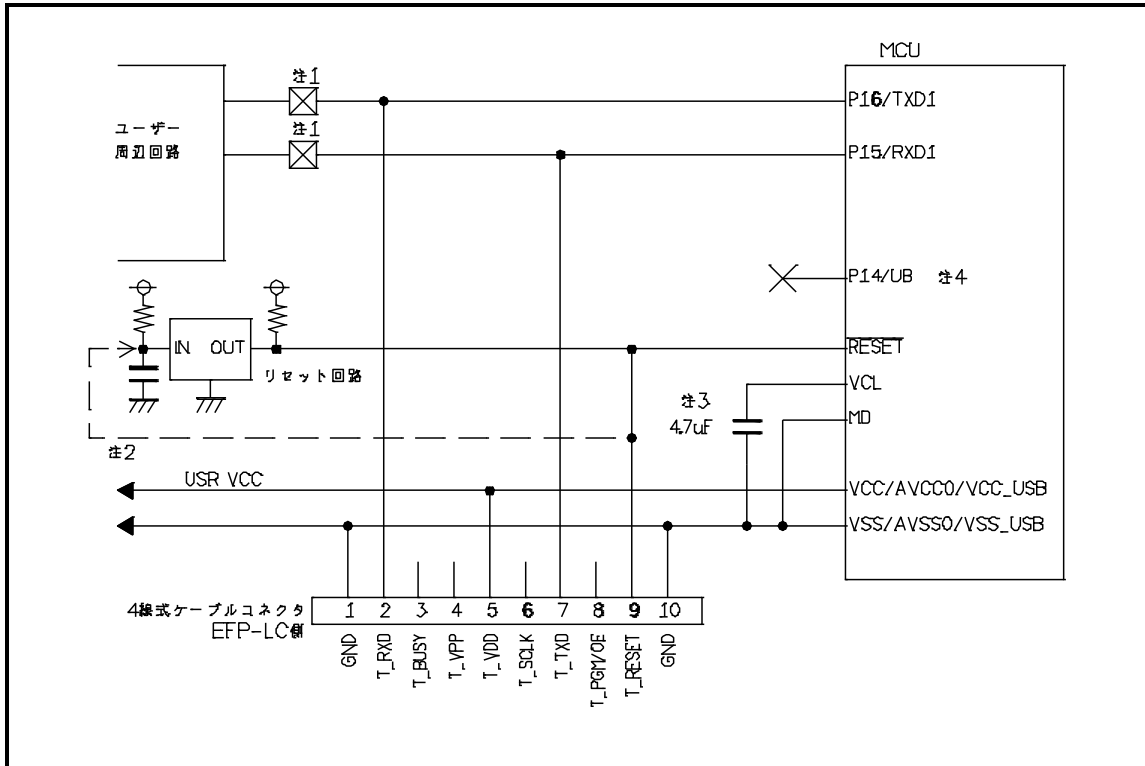 MCU
注1
P16/TXD1
ユーザー
周辺回路
注1
P15/RXD1
P14/UB 注4
IN OUT
リセット回路
RESET
VCL
注3
4.7uF
MD
注2
USR VCC
VCC/AVCC0/VCC_USB
VSS/AVSS0/VSS_USB
4線式ケーブルコネクタ
EFP-LC側
1 2 3 4 5 6 7 8 9 10
GND
T_RXD
T_BUSY
T_VPP
T_VDD
T_SCLK
T_TXD
T_PGM/OE
T_RESET
GND